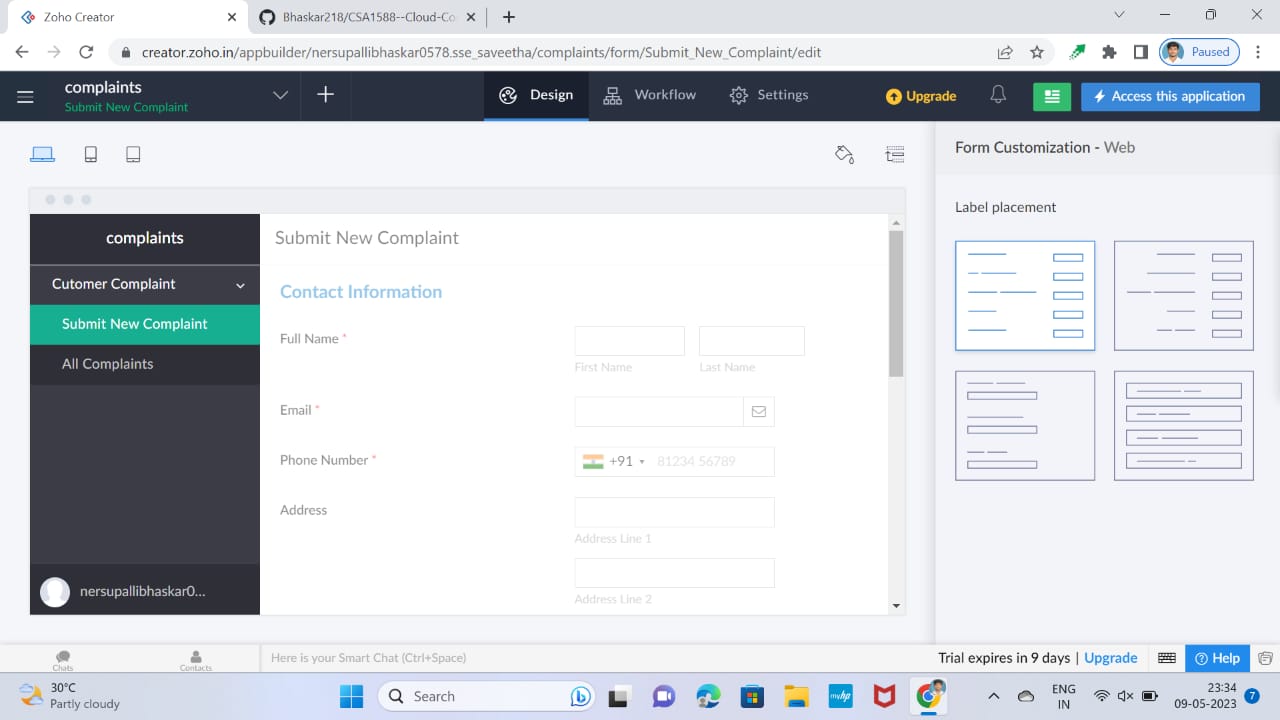 Zoho Creator
Bhaskar218/CSA1588--Cloud-Co
creator.zoho.in/appbuilder/nersupallibhaskar0578.sse_saveetha/complaints/form/Submit_New_Complaint/edit
Paused
complaints
Submit New Complaint
Design
Workflow
Settings
Upgrade
Access this application
Form Customization - Web
Label placement
complaints
Cutomer Complaint
Submit New Complaint
All Complaints
nersupallibhaskar0...
Submit New Complaint
Contact Information
Full Name *
First Name
Last Name
Email *
Phone Number *
+91
81234 56789
Address
Address Line 1
Address Line 2
Chats
Contacts
Here is your Smart Chat (Ctrl+Space)
Trial expires in 9 days | Upgrade
Help
30°C
Partly cloudy
Search
myhp
ENG
IN
23:34
09-05-2023
7